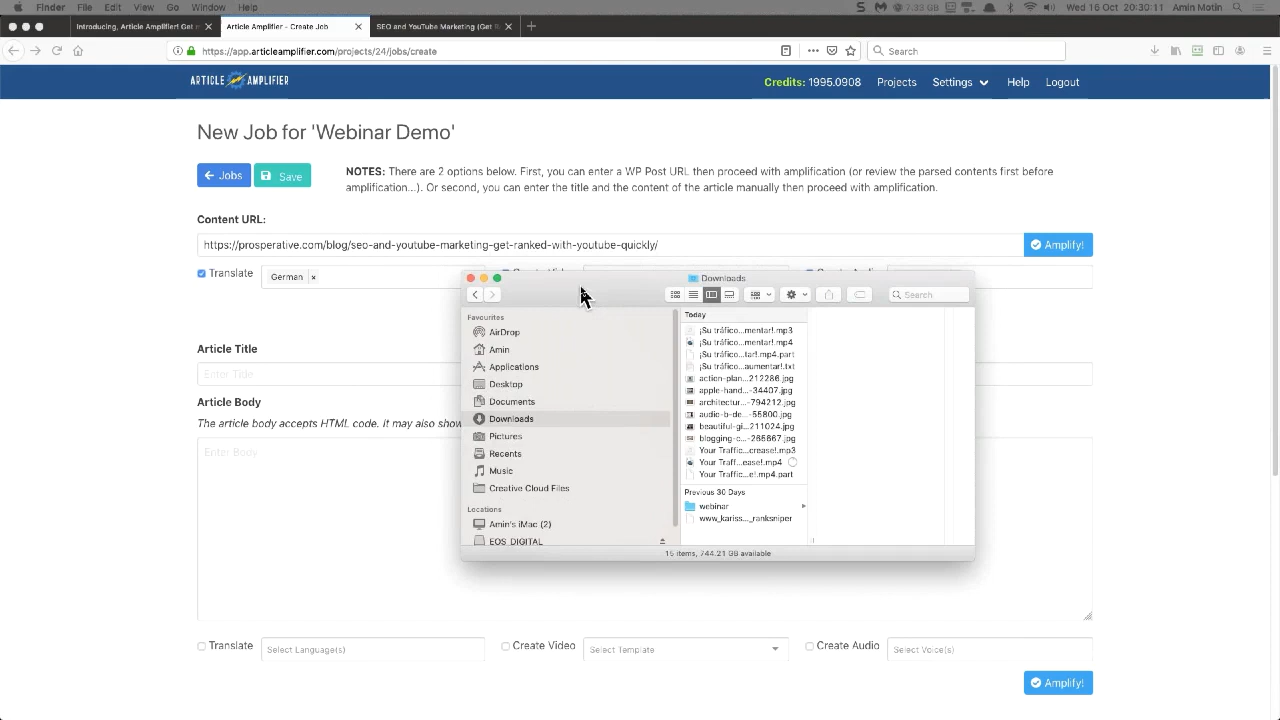 Finder File Edit View Go Window Help 7.33 GB Wed 16 Oct 20:30:11 Amin Motin
Introducing, Article Amplifier! Get m Article Amplifier - Create Job SEO and YouTube Marketing (Get R
https://app.articleamplifier.com/projects/24/jobs/create Search
ARTICLE AMPLIFIER Credits: 1995.0908 Projects Settings Help Logout
New Job for 'Webinar Demo'
Jobs Save NOTES: There are 2 options below. First, you can enter a WP Post URL then proceed with amplification (or review the parsed contents first before
amplification...). Or second, you can enter the title and the content of the article manually then proceed with amplification.
Content URL:
https://prosperative.com/blog/seo-and-youtube-marketing-get-ranked-with-youtube-quickly/ Amplify!
Translate German ×
Article Title
Enter Title
Article Body
The article body accepts HTML code. It may also show
Enter Body
Downloads
Search
Favourites
AirDrop
Amin
Applications
Desktop
Documents
Downloads
Pictures
Recents
Music
Creative Cloud Files
Locations
Amin's iMac (2)
EOS_DIGITAL
Today
¡Su tráfico...mentar!.mp3
¡Su tráfico...mentar!.mp4
¡Su tráfico...tar!.mp4.part
¡Su tráfico...aumentar!.txt
action-plan...212286.jpg
apple-hand...-34407.jpg
architectur...-794212.jpg
audio-b-de...-55800.jpg
beautiful-gi...211024.jpg
blogging-c...-265667.jpg
Your Traffic...crease!.mp3
Your Traff...ease!.mp4
Your Traffic...e!.mp4.part
Previous 30 Days
webinar
www_kariss..._ranksniper
15 items, 744.21 GB available
Translate Select Language(s) Create Video Select Template Create Audio Select Voice(s)
Amplify!